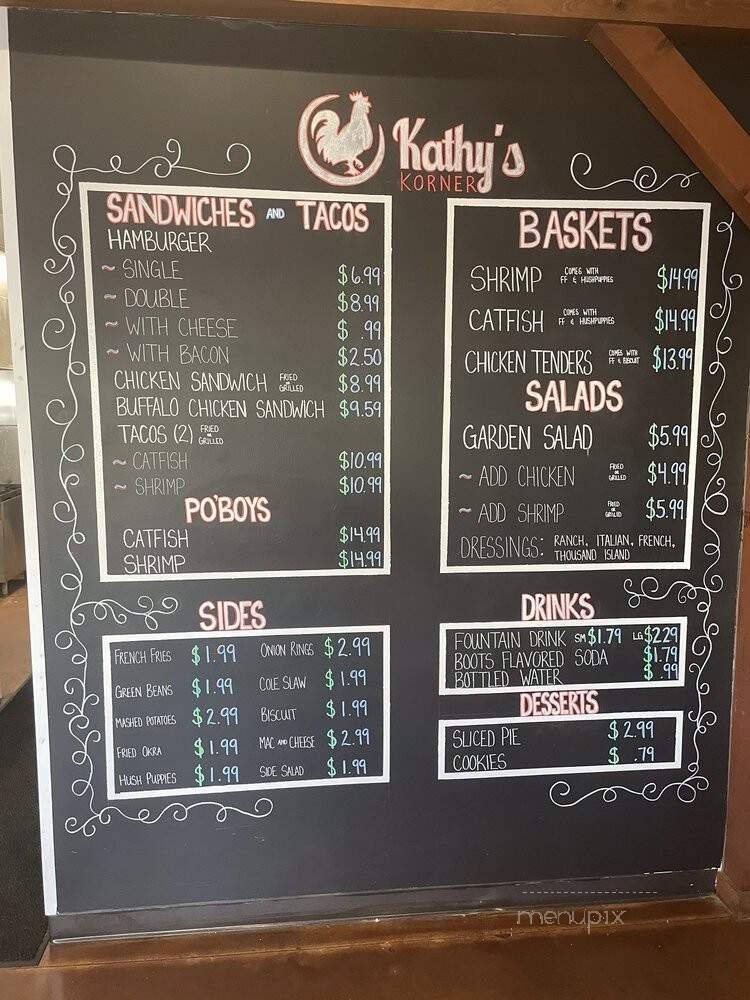 Kathy's
KORNER
SANDWICHES AND TACOS
HAMBURGER
~ SINGLE $6.99
~ DOUBLE $8.99
~ WITH CHEESE $ .99
~ WITH BACON $2.50
CHICKEN SANDWICH FRIED OR GRILLED $8.99
BUFFALO CHICKEN SANDWICH $9.59
TACOS (2) FRIED OR GRILLED
~ CATFISH $10.99
~ SHRIMP $10.99
PO'BOYS
CATFISH $14.99
SHRIMP $14.99
BASKETS
SHRIMP COMES WITH FF & HUSHPUPPIES $14.99
CATFISH COMES WITH FF & HUSHPUPPIES $14.99
CHICKEN TENDERS COMES WITH FF & BISCUIT $13.99
SALADS
GARDEN SALAD $5.99
~ ADD CHICKEN FRIED OR GRILLED $4.99
~ ADD SHRIMP FRIED OR GRILLED $5.99
DRESSINGS: RANCH, ITALIAN, FRENCH,
THOUSAND ISLAND
SIDES
FRENCH FRIES $1.99 ONION RINGS $2.99
GREEN BEANS $1.99 COLE SLAW $1.99
MASHED POTATOES $2.99 BISCUIT $1.99
FRIED OKRA $1.99 MAC AND CHEESE $2.99
HUSH PUPPIES $1.99 SIDE SALAD $1.99
DRINKS
FOUNTAIN DRINK SM $1.79 LG $2.29
BOOTS FLAVORED SODA $1.79
BOTTLED WATER $ .99
DESSERTS
SLICED PIE $2.99
COOKIES $ .79
menupix